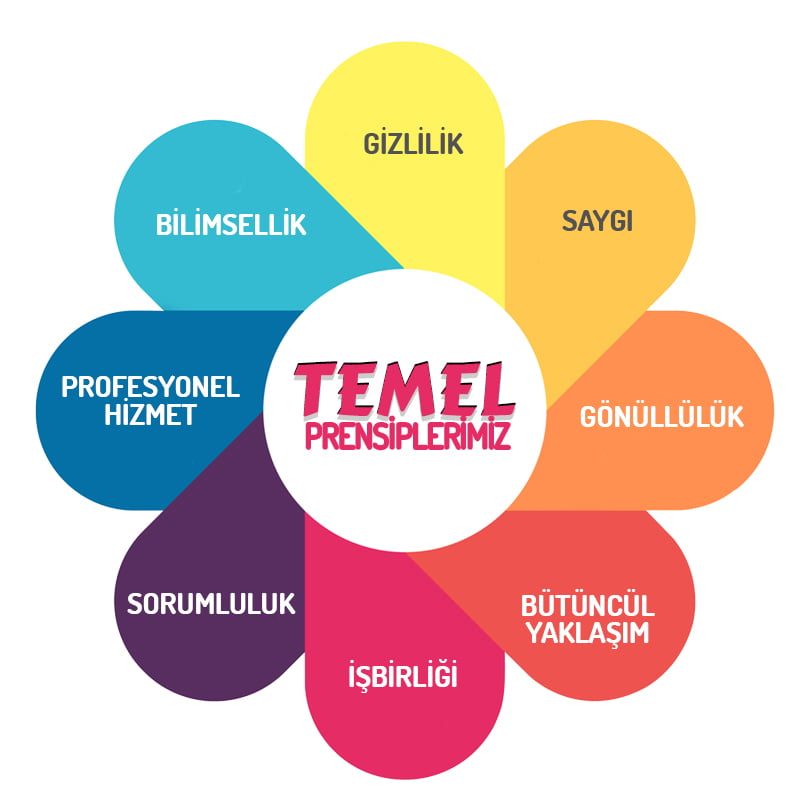 GİZLİLİK
SAYGI
GÖNÜLLÜLÜK
BÜTÜNCÜL
YAKLAŞIM
İŞBİRLİĞİ
SORUMLULUK
PROFESYONEL
HİZMET
BİLİMSELLİK
TEMEL
PRENSİPLERİMİZ